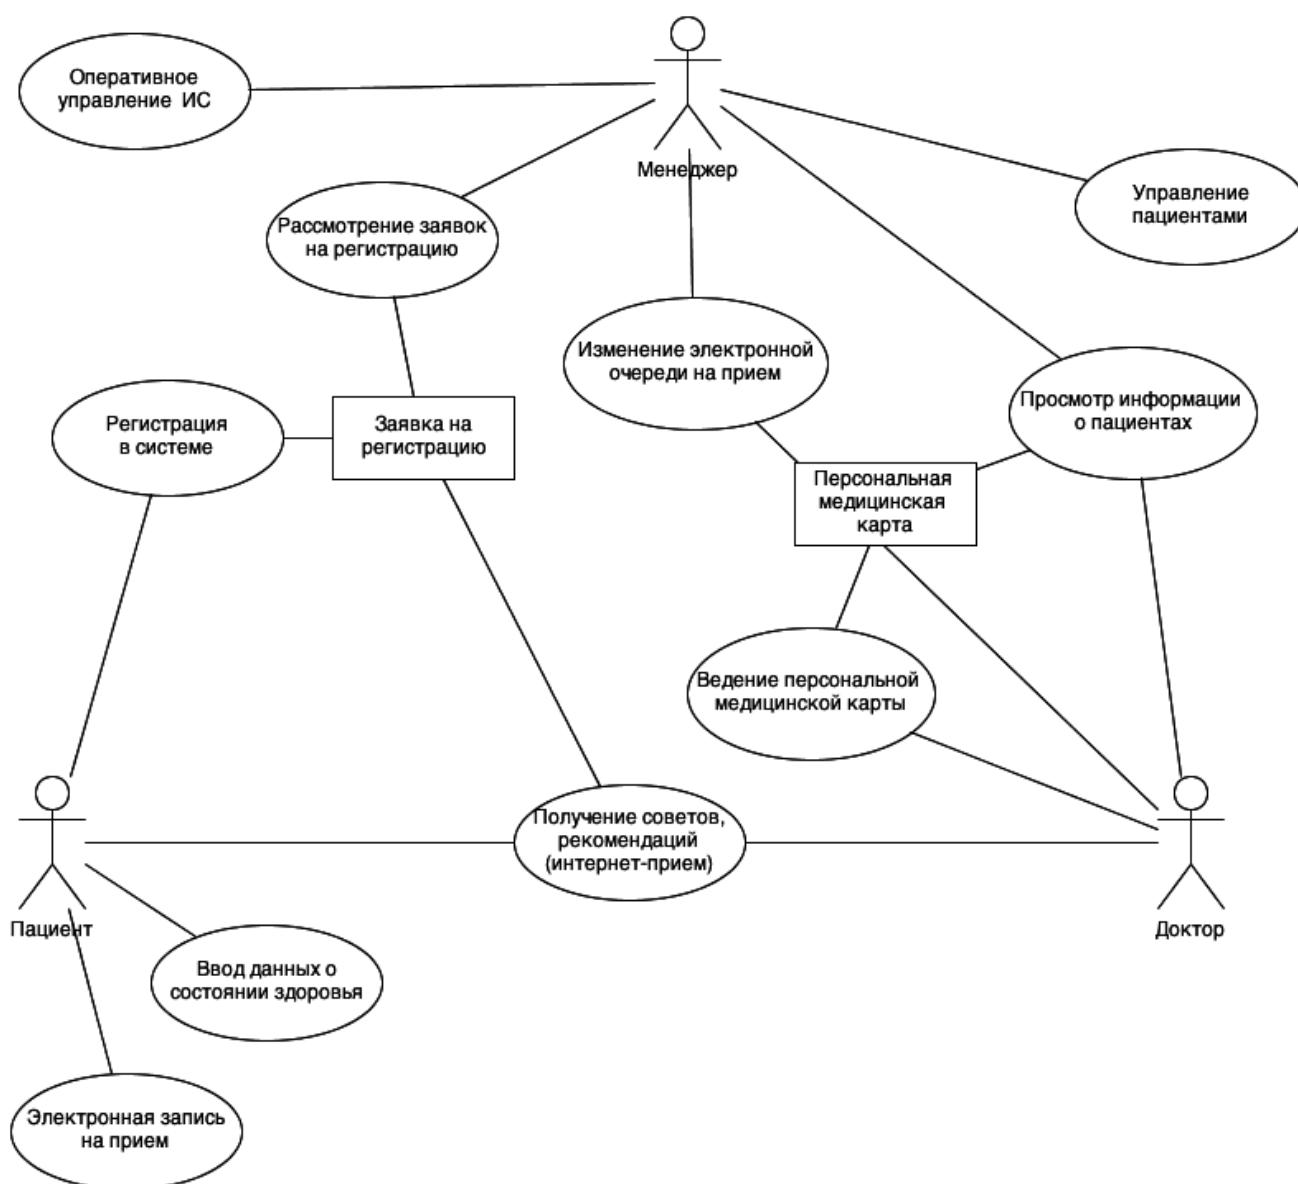 Оперативное
управление ИС
Менеджер
Управление
пациентами
Рассмотрение заявок
на регистрацию
Изменение электронной
очереди на прием
Просмотр информации
о пациентах
Регистрация
в системе
Заявка на
регистрацию
Персональная
медицинская
карта
Ведение персональной
медицинской карты
Получение советов,
рекомендаций
(интернет-прием)
Пациент
Доктор
Ввод данных о
состоянии здоровья
Электронная запись
на прием